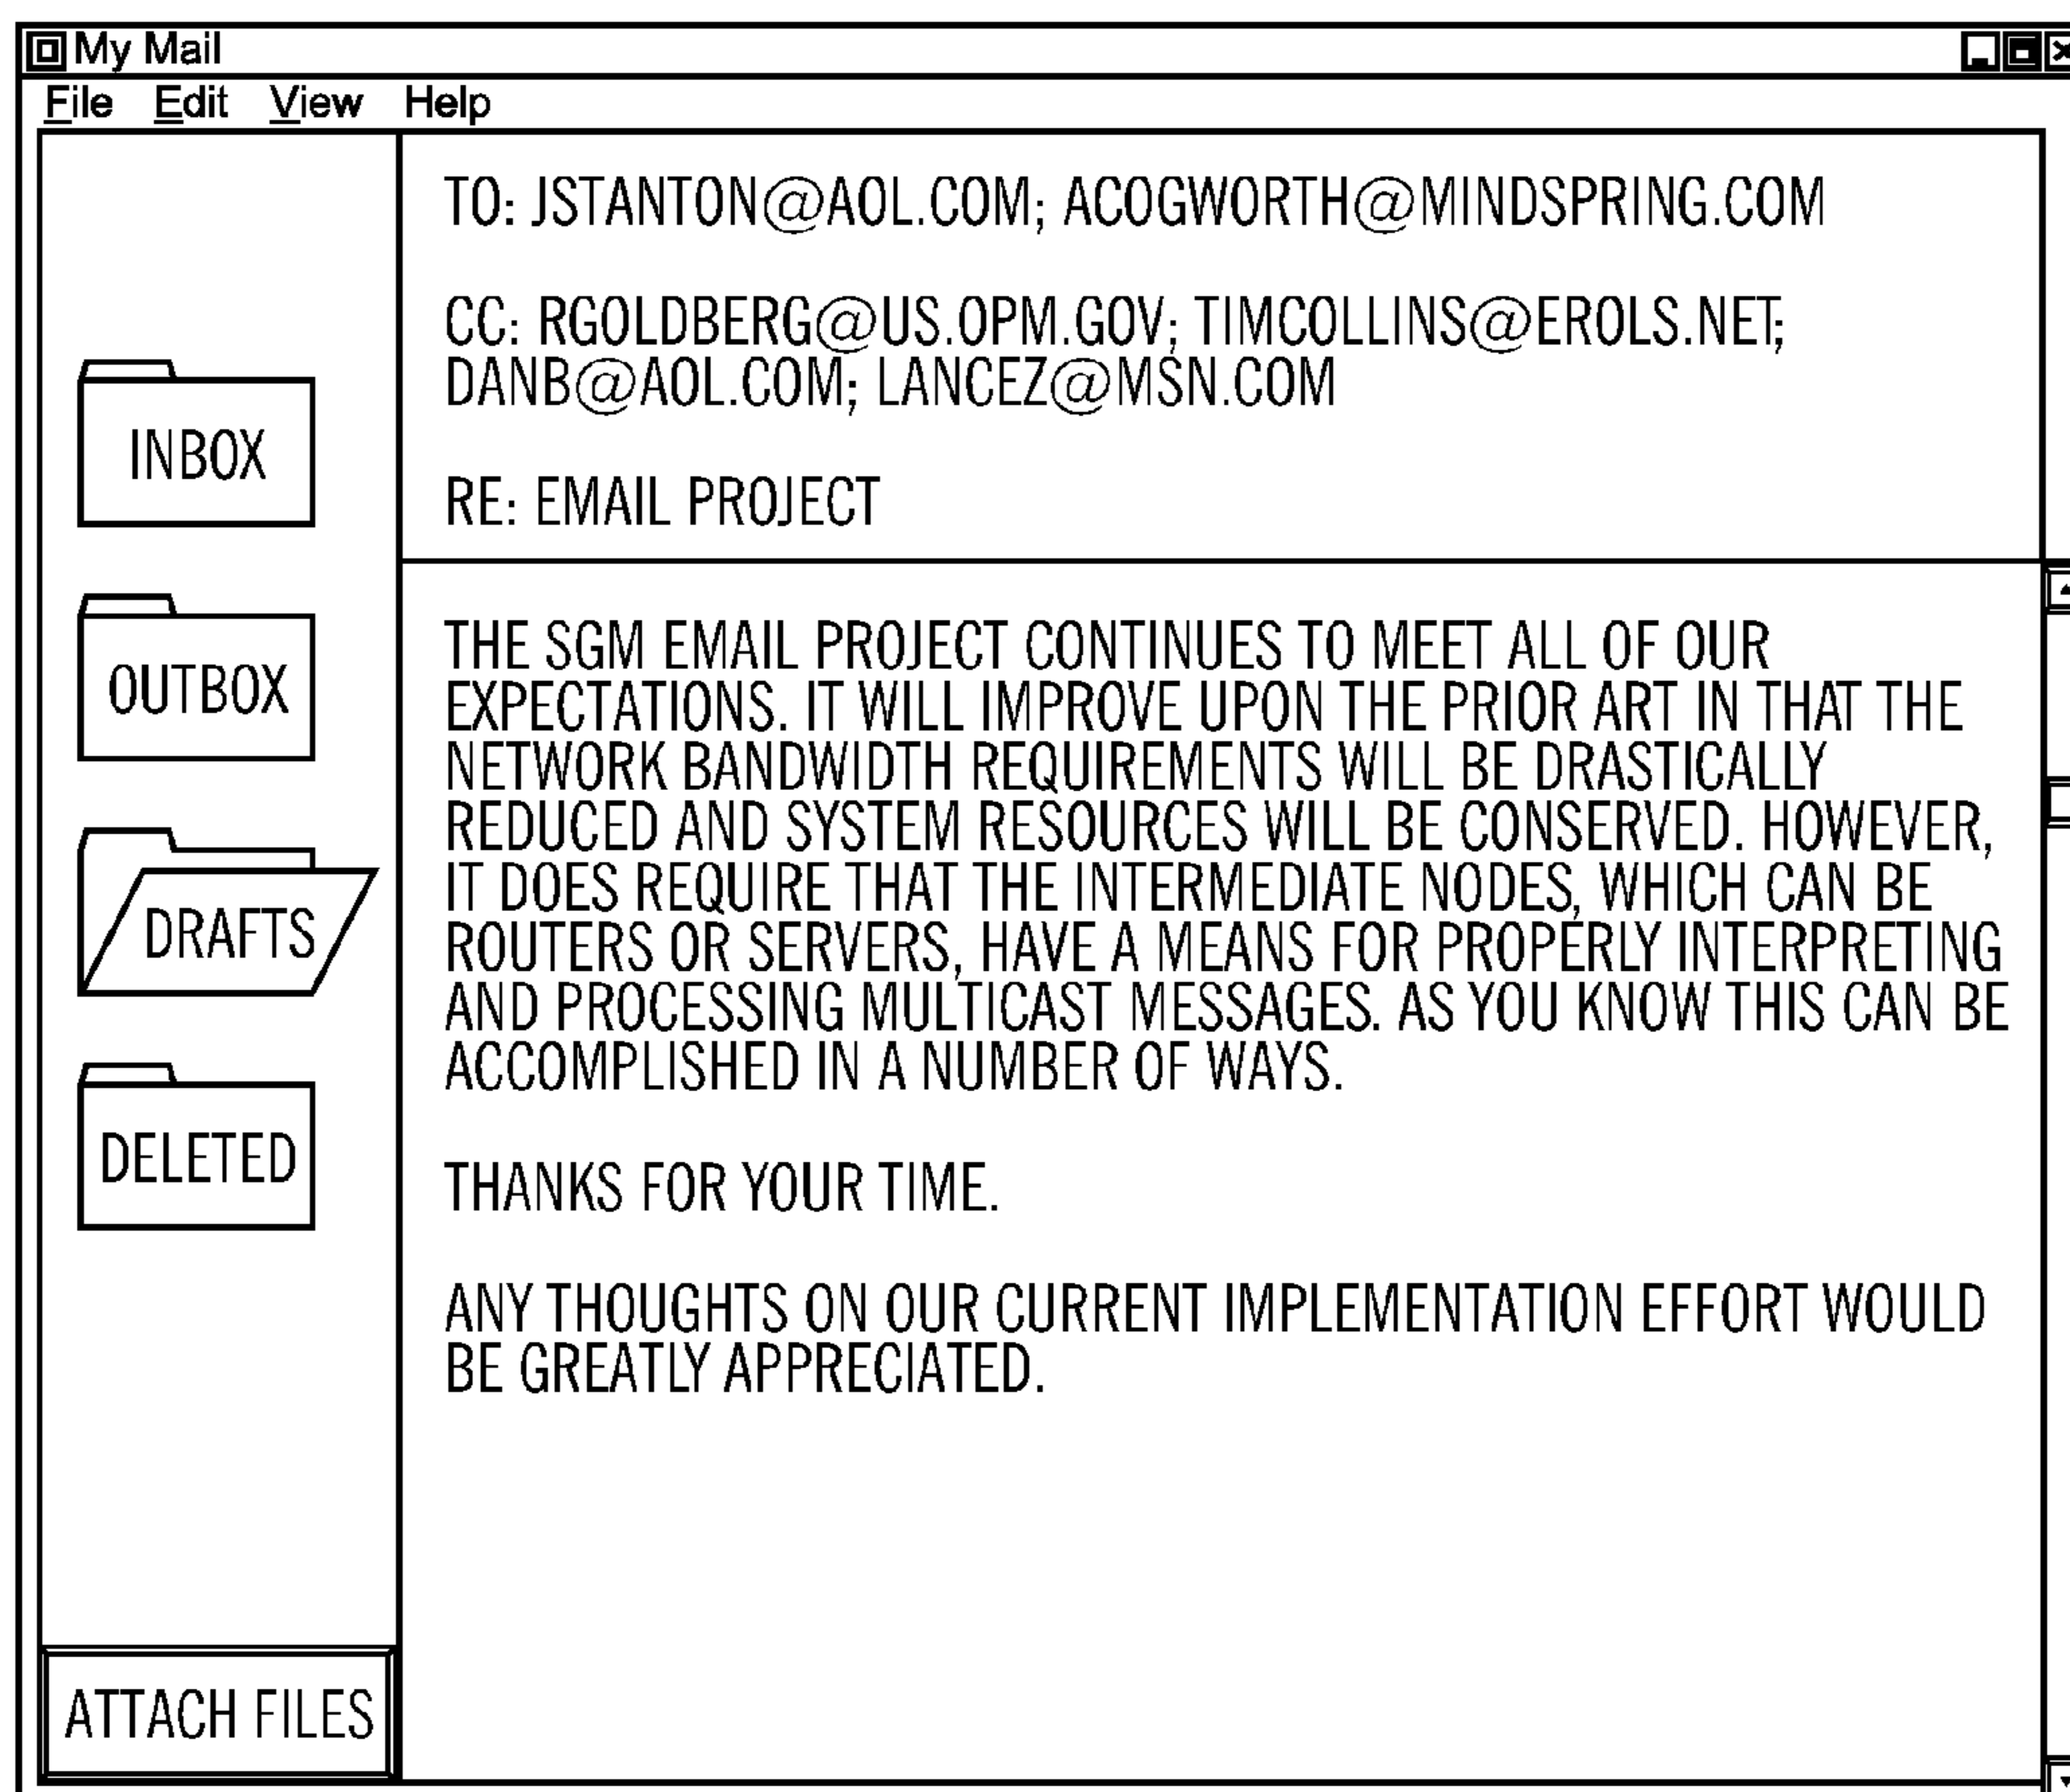 My Mail
File Edit View Help
TO: JSTANTON@AOL.COM; ACOGWORTH@MINDSPRING.COM
CC: RGOLDBERG@US.OPM.GOV; TIMCOLLINS@EROLS.NET;
DANB@AOL.COM; LANCEZ@MSN.COM
RE: EMAIL PROJECT
INBOX
OUTBOX
DRAFTS
DELETED
ATTACH FILES
THE SGM EMAIL PROJECT CONTINUES TO MEET ALL OF OUR
EXPECTATIONS. IT WILL IMPROVE UPON THE PRIOR ART IN THAT THE
NETWORK BANDWIDTH REQUIREMENTS WILL BE DRASTICALLY
REDUCED AND SYSTEM RESOURCES WILL BE CONSERVED. HOWEVER,
IT DOES REQUIRE THAT THE INTERMEDIATE NODES, WHICH CAN BE
ROUTERS OR SERVERS, HAVE A MEANS FOR PROPERLY INTERPRETING
AND PROCESSING MULTICAST MESSAGES. AS YOU KNOW THIS CAN BE
ACCOMPLISHED IN A NUMBER OF WAYS.
THANKS FOR YOUR TIME.
ANY THOUGHTS ON OUR CURRENT IMPLEMENTATION EFFORT WOULD
BE GREATLY APPRECIATED.